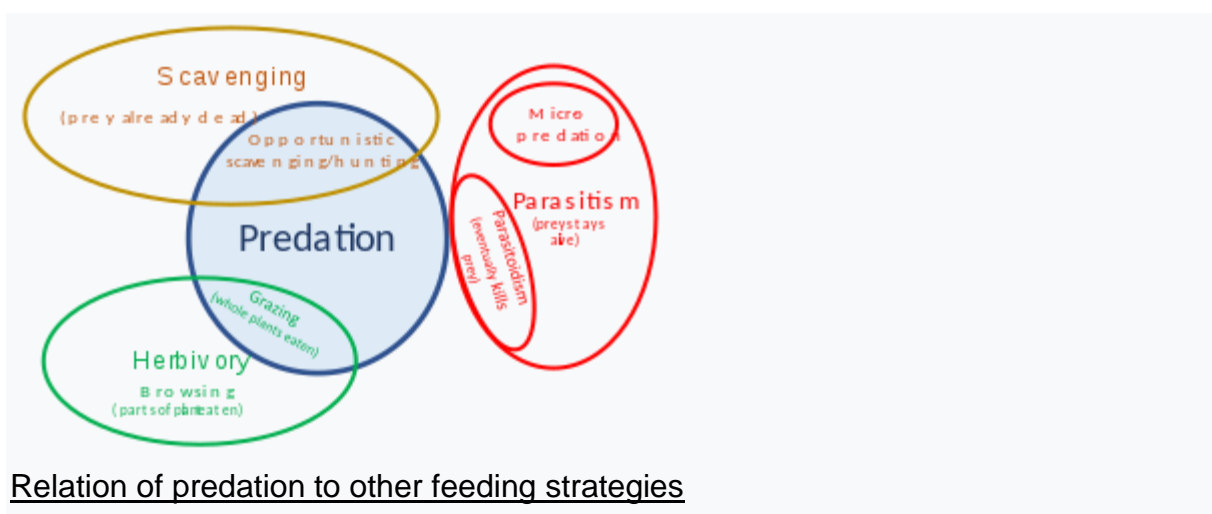 Scavenging
(prey already dead)
Opportunistic
scavenging/hunting
Predation
Grazing
(whole plants eaten)
Herbivory
Browsing
(parts of plant eaten)
Micro
predation
Parasitism
(prey stays
alive)
Parasitoidism
(eventually kills
prey)
Relation of predation to other feeding strategies